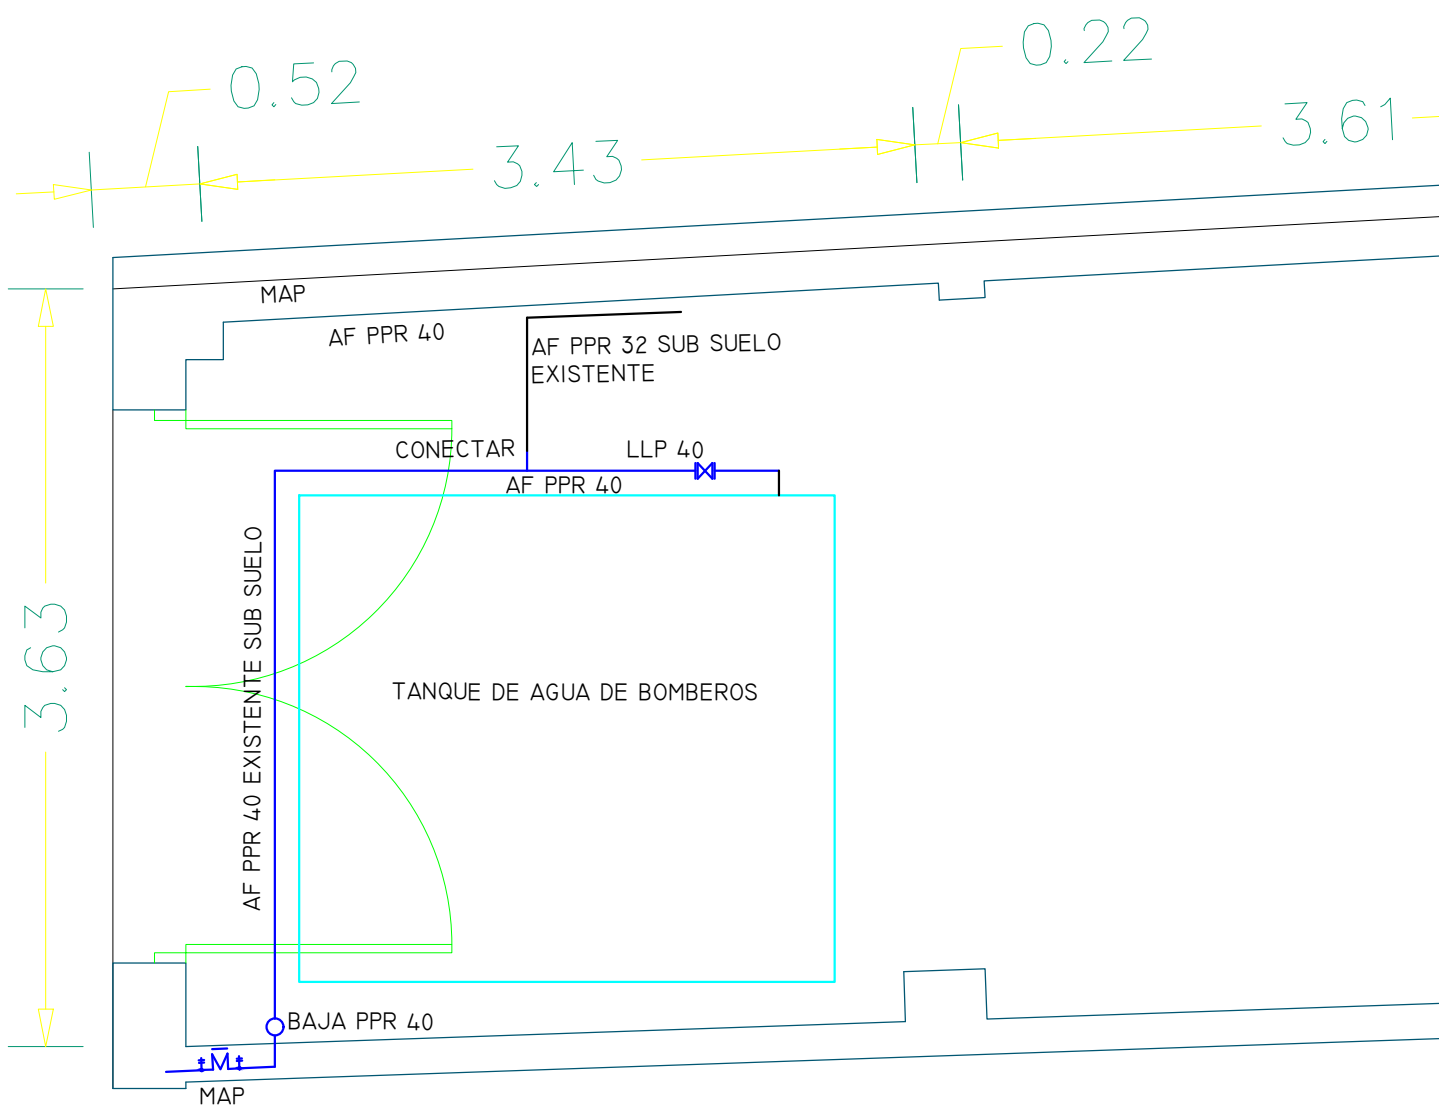 0.52
0.22
3.43
3.61
MAP
AF PPR 40
AF PPR 32 SUB SUELO
EXISTENTE
CONECTAR
LLP 40
AF PPR 40
AF PPR 40 EXISTENTE SUB SUELO
3.63
TANQUE DE AGUA DE BOMBEROS
BAJA PPR 40
M
MAP